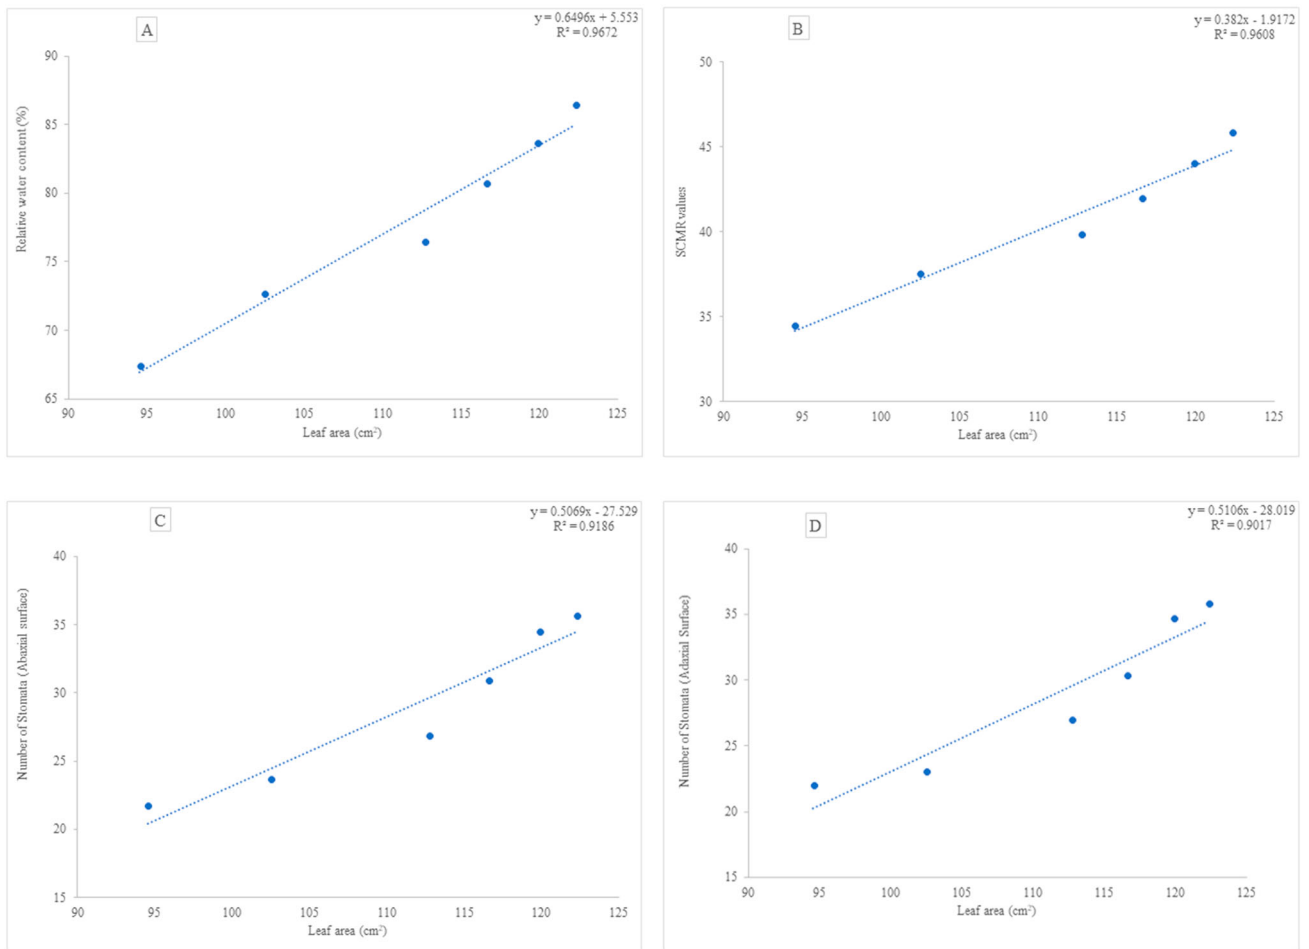 A
y = 0.6496x + 5.553
R² = 0.9672
90
85
80
75
70
65
Relative water content (%)
90 95 100 105 110 115 120 125
Leaf area (cm²)
B
y = 0.382x - 1.9172
R² = 0.9608
50
45
40
35
30
SCMR values
90 95 100 105 110 115 120 125
Leaf area (cm²)
C
y = 0.5069x - 27.529
R² = 0.9186
40
35
30
25
20
15
Number of Stomata (Abaxial surface)
90 95 100 105 110 115 120 125
Leaf area (cm²)
D
y = 0.5106x - 28.019
R² = 0.9017
40
35
30
25
20
15
Number of Stomata (Adaxial Surface)
90 95 100 105 110 115 120 125
Leaf area (cm²)